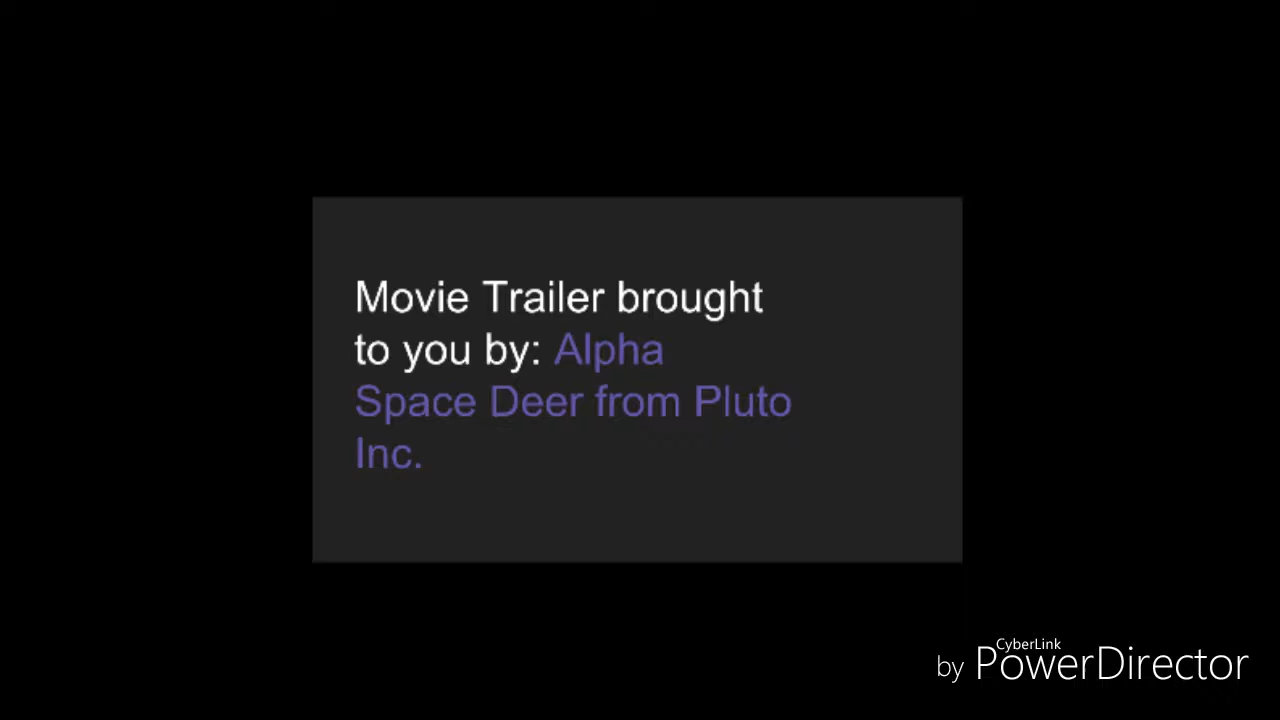 Movie Trailer brought
to you by: Alpha
Space Deer from Pluto
Inc.
CyberLink
by PowerDirector